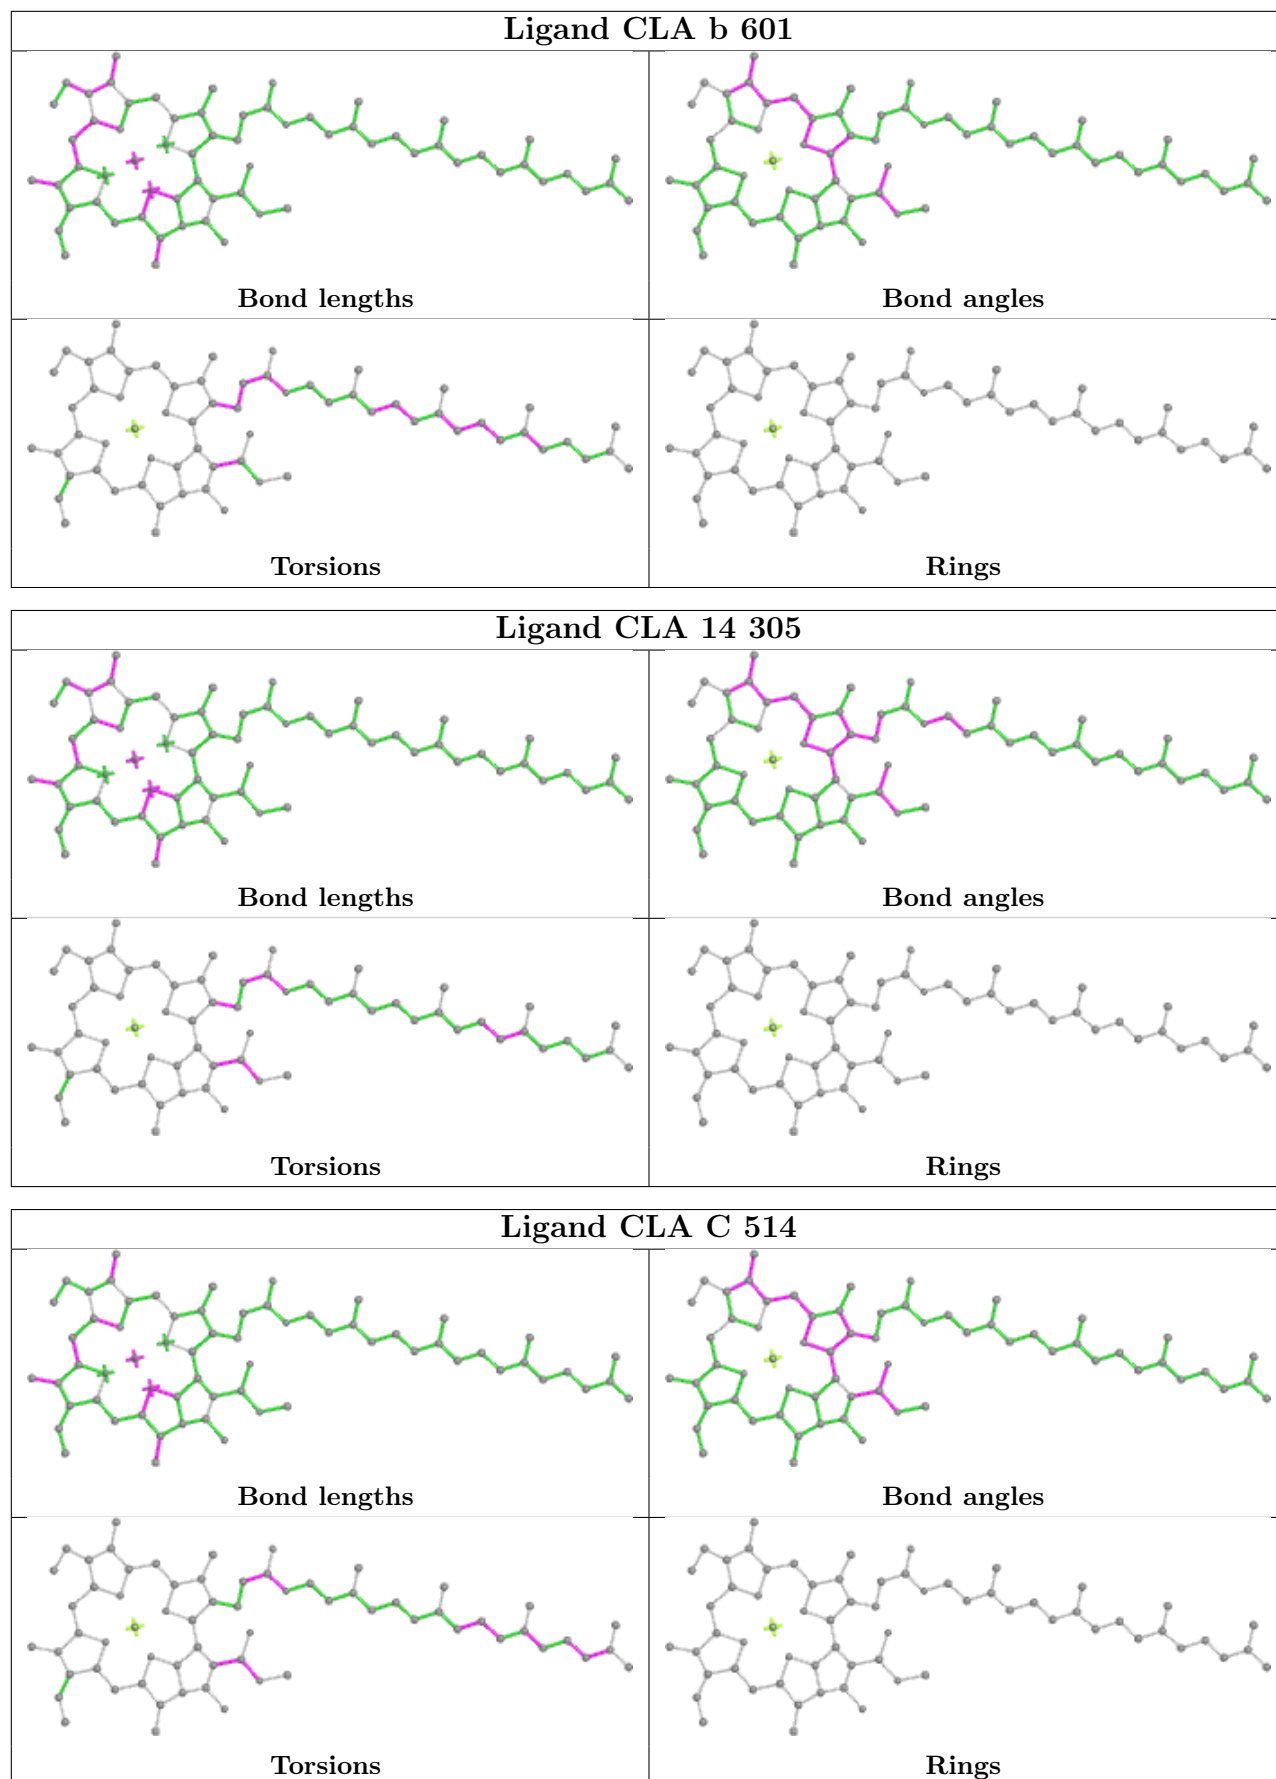 Ligand CLA b 601
Bond lengths
Bond angles
Torsions
Rings
Ligand CLA 14 305
Bond lengths
Bond angles
Torsions
Rings
Ligand CLA C 514
Bond lengths
Bond angles
Torsions
Rings